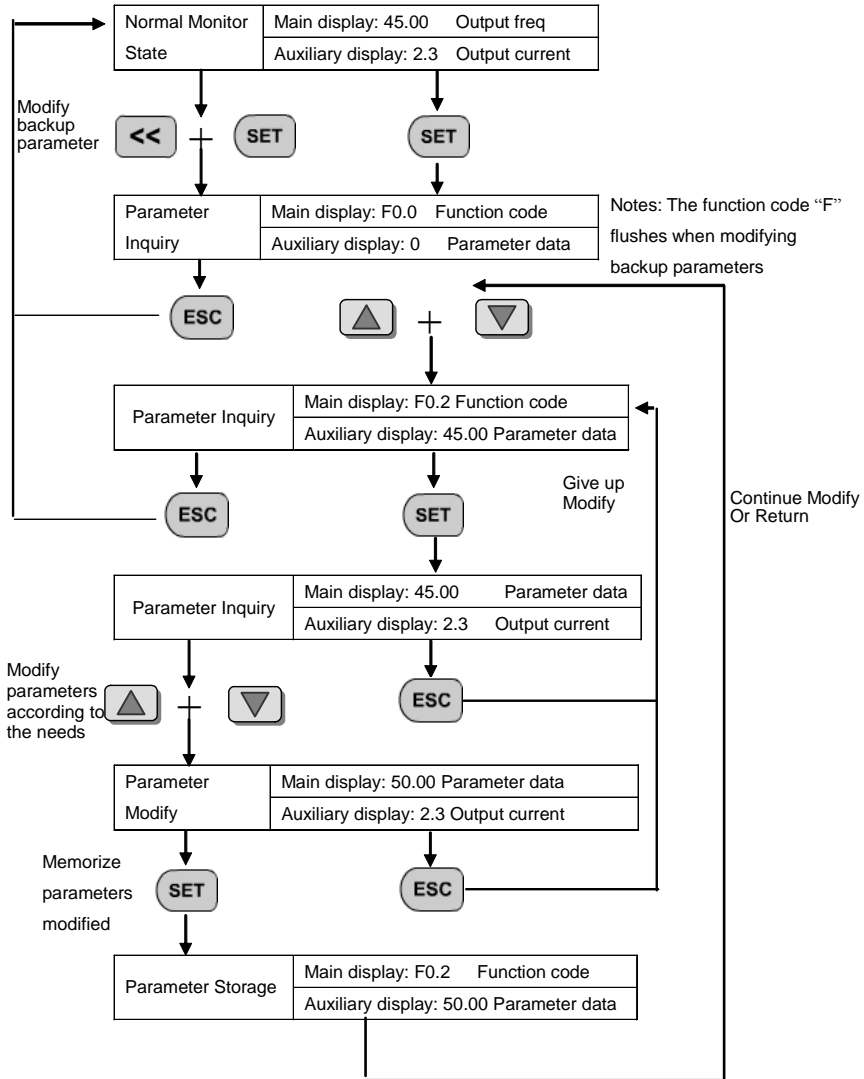 Normal Monitor
State
Main display: 45.00 Output freq
Auxiliary display: 2.3 Output current
Modify
backup
parameter
<< + SET
SET
Parameter
Inquiry
Main display: F0.0 Function code
Auxiliary display: 0 Parameter data
Notes: The function code “F”
flushes when modifying
backup parameters
ESC
+
Parameter Inquiry
Main display: F0.2 Function code
Auxiliary display: 45.00 Parameter data
ESC
SET
Give up
Modify
Continue Modify
Or Return
Parameter Inquiry
Main display: 45.00 Parameter data
Auxiliary display: 2.3 Output current
Modify
parameters
according to
the needs
+
ESC
Parameter
Modify
Main display: 50.00 Parameter data
Auxiliary display: 2.3 Output current
Memorize
parameters
modified
SET
ESC
Parameter Storage
Main display: F0.2 Function code
Auxiliary display: 50.00 Parameter data